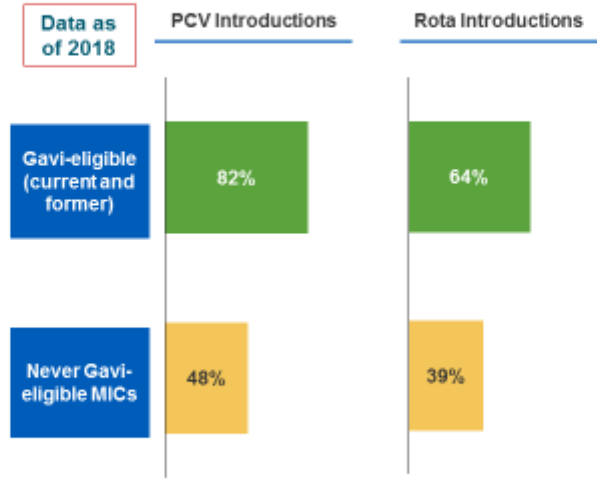 Data as
of 2018
PCV Introductions
Rota Introductions
Gavi-eligible
(current and
former)
82%
64%
Never Gavi-
eligible MICs
48%
39%